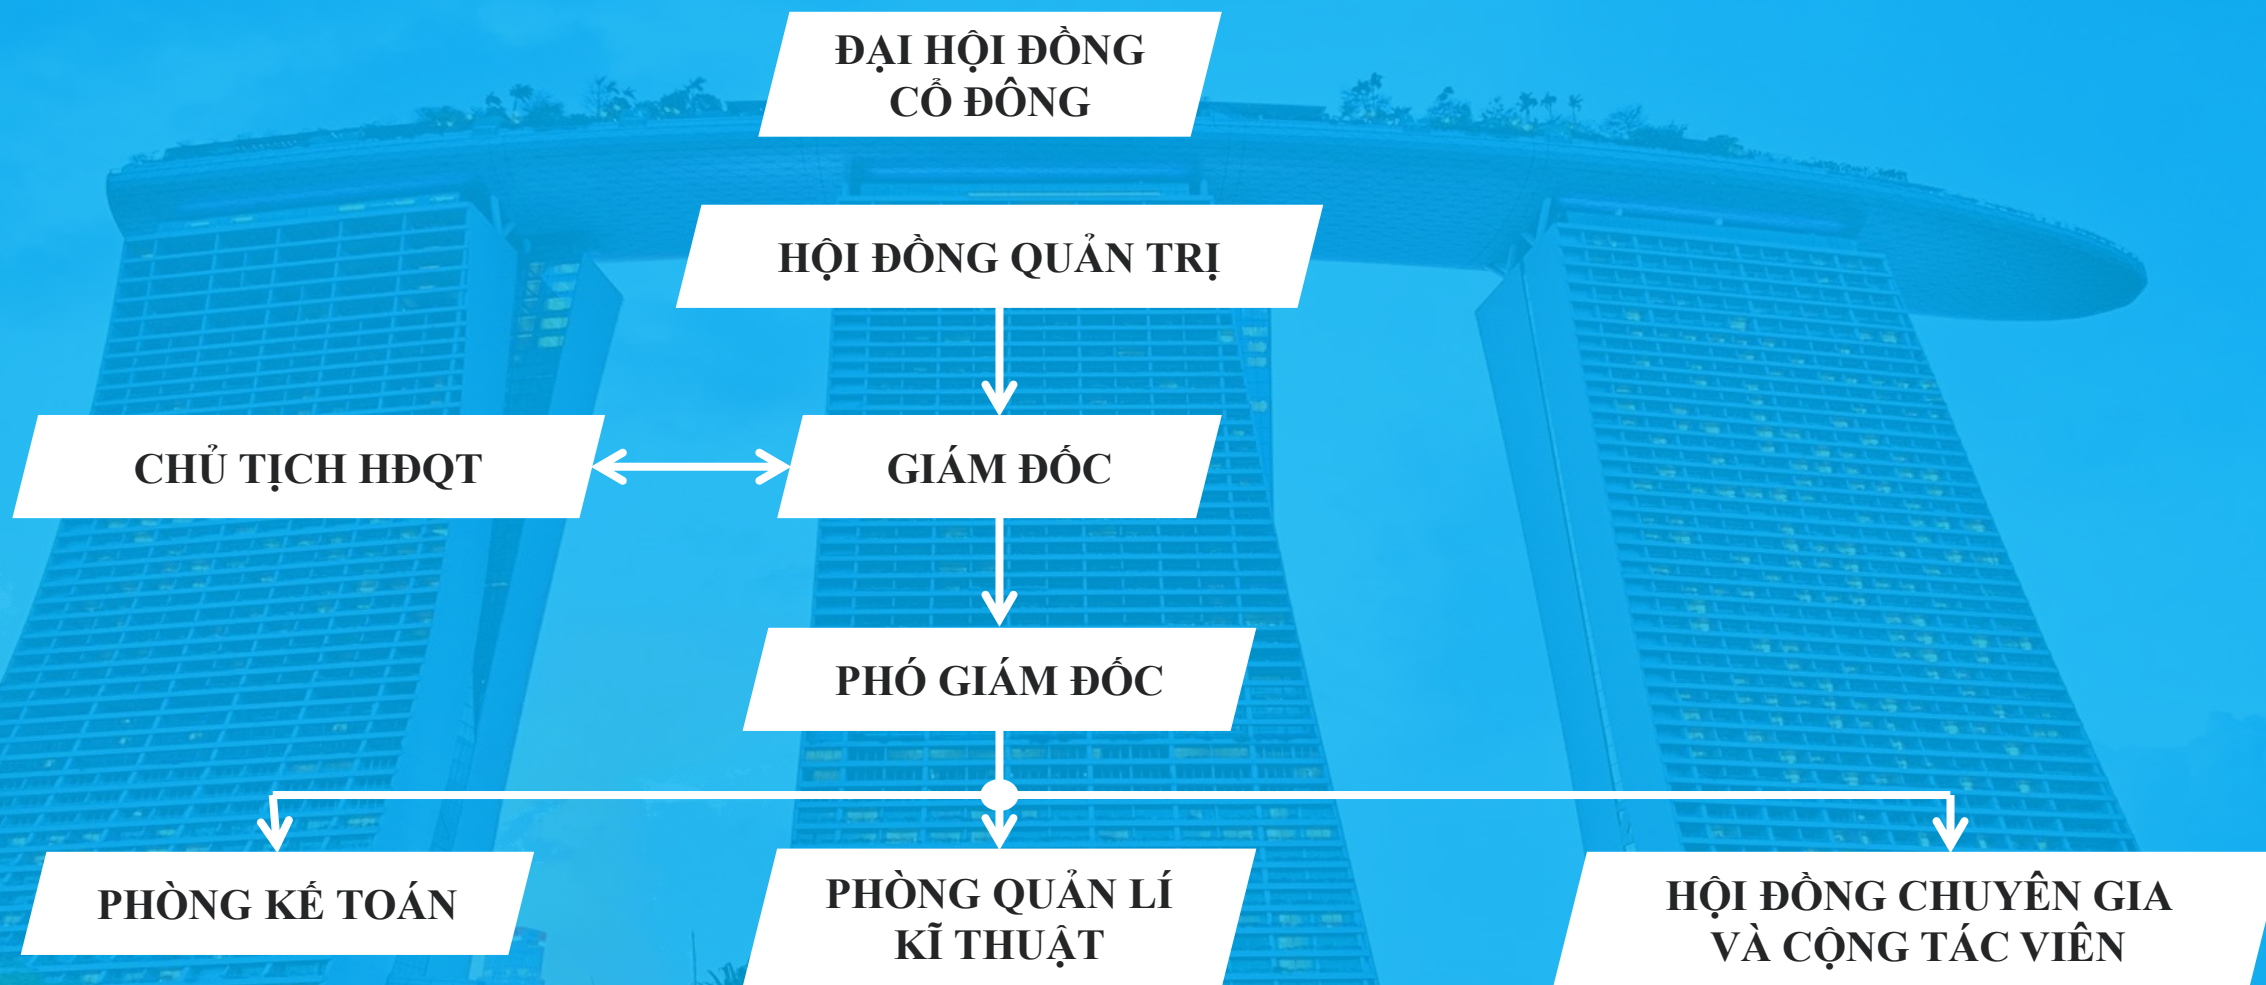 ĐẠI HỘI ĐỒNG
CỔ ĐÔNG
HỘI ĐỒNG QUẢN TRỊ
CHỦ TỊCH HĐQT
GIÁM ĐỐC
PHÓ GIÁM ĐỐC
PHÒNG KẾ TOÁN
PHÒNG QUẢN LÍ
KĨ THUẬT
HỘI ĐỒNG CHUYÊN GIA
VÀ CỘNG TÁC VIÊN